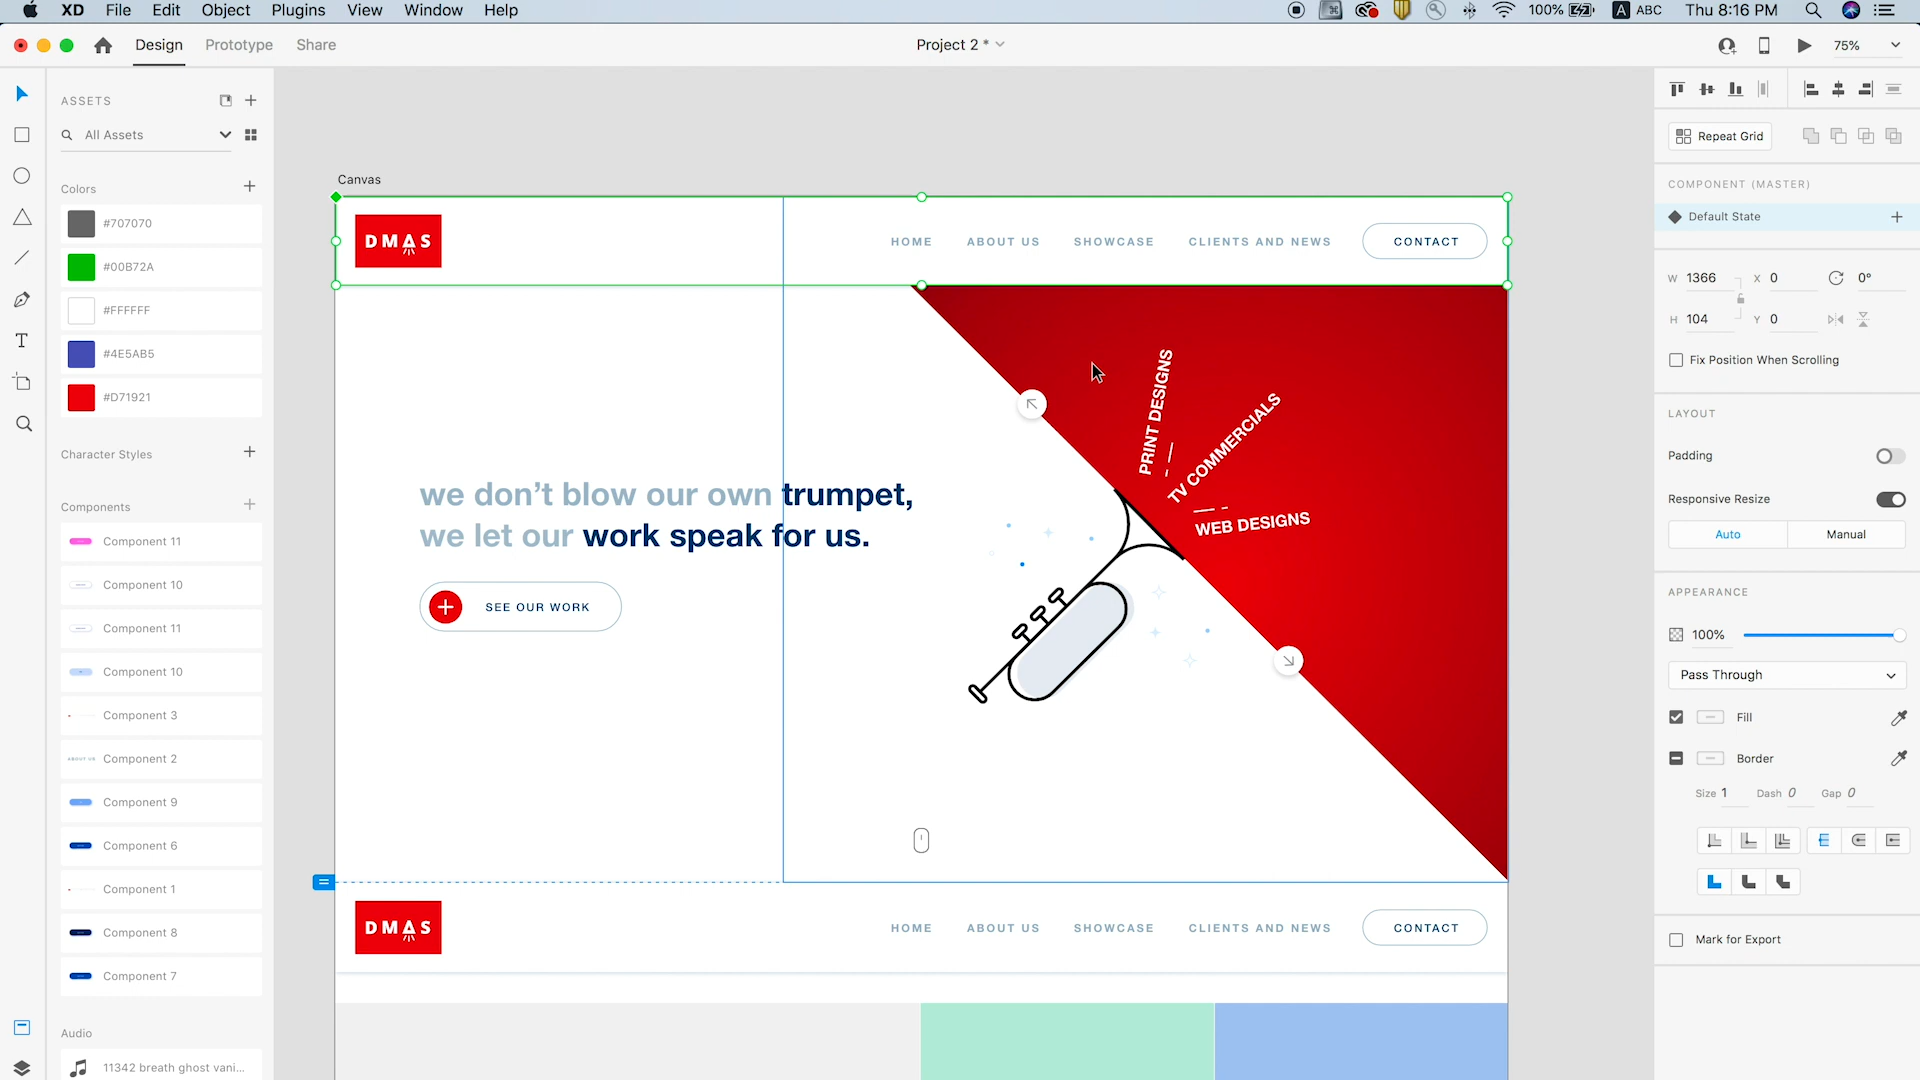 XD File Edit Object Plugins View Window Help
100% A ABC Thu 8:16 PM
Design Prototype Share
Project 2 *
75%
ASSETS
All Assets
Colors
#707070
#00B72A
#FFFFFF
#4E5AB5
#D71921
Character Styles
Components
Component 11
Component 10
Component 11
Component 10
Component 3
ABOUT US Component 2
Component 9
Component 6
Component 1
Component 8
Component 7
Audio
11342 breath ghost vani...
Canvas
DMAS
HOME ABOUT US SHOWCASE CLIENTS AND NEWS CONTACT
PRINT DESIGNS
TV COMMERCIALS
WEB DESIGNS
we don’t blow our own trumpet,
we let our work speak for us.
SEE OUR WORK
DMAS
HOME ABOUT US SHOWCASE CLIENTS AND NEWS CONTACT
Repeat Grid
COMPONENT (MASTER)
Default State
W 1366 X 0 0°
H 104 Y 0
Fix Position When Scrolling
LAYOUT
Padding
Responsive Resize
Auto Manual
APPEARANCE
100%
Pass Through
Fill
Border
Size 1 Dash 0 Gap 0
Mark for Export